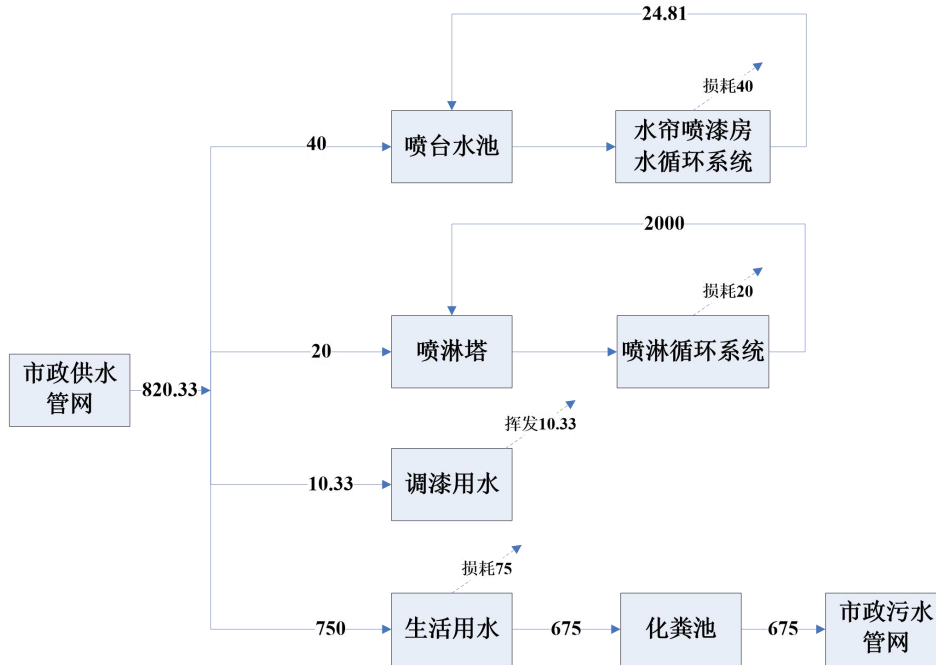 24.81
损耗40
40
喷台水池
水帘喷漆房
水循环系统
2000
损耗20
20
喷淋塔
喷淋循环系统
市政供水
管网
820.33
挥发10.33
10.33
调漆用水
损耗75
750
生活用水
675
化粪池
675
市政污水
管网